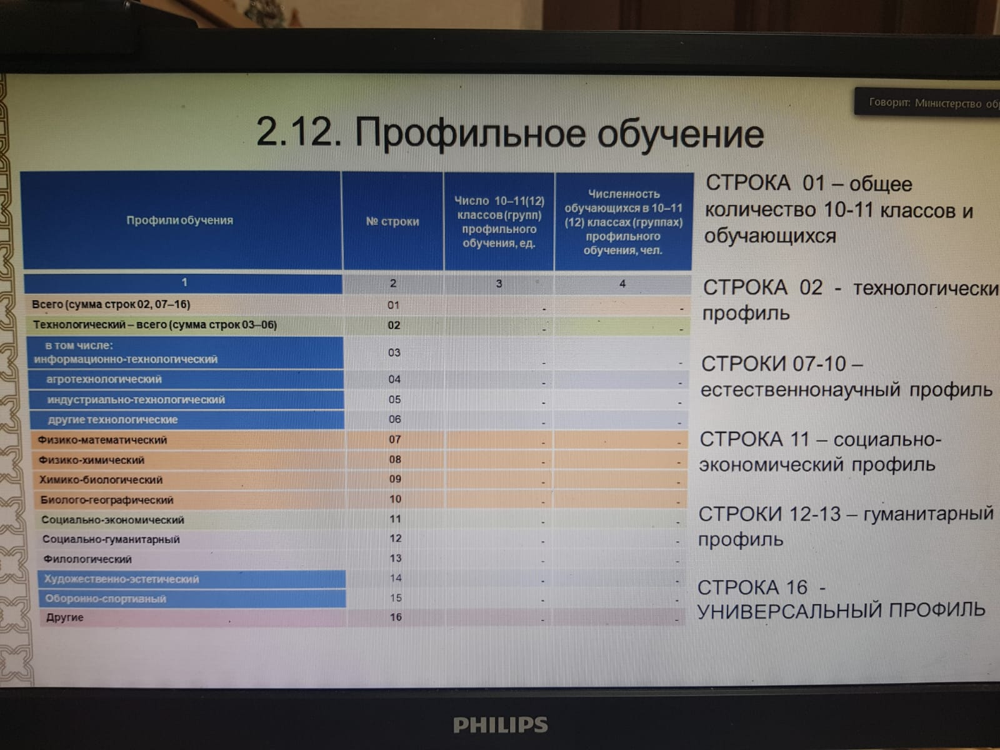 Говорит: Министерство
2.12. Профильное обучение
Профили обучения
№ строки
Число 10–11(12)
классов (групп)
профильного
обучения, ед.
Численность
обучающихся в 10–11
(12) классах (группах)
профильного
обучения, чел.
1 2 3 4
Всего (сумма строк 02, 07–16) 01 - -
Технологический – всего (сумма строк 03–06) 02 - -
в том числе:
информационно-технологический 03 - -
агротехнологический 04 - -
индустриально-технологический 05 - -
другие технологические 06 - -
Физико-математический 07 - -
Физико-химический 08 - -
Химико-биологический 09 - -
Биолого-географический 10 - -
Социально-экономический 11 - -
Социально-гуманитарный 12 - -
Филологический 13 - -
Художественно-эстетический 14 - -
Оборонно-спортивный 15 - -
Другие 16 - -
СТРОКА 01 – общее
количество 10-11 классов и
обучающихся
СТРОКА 02 - технологически
профиль
СТРОКИ 07-10 –
естественнонаучный профиль
СТРОКА 11 – социально-
экономический профиль
СТРОКИ 12-13 – гуманитарный
профиль
СТРОКА 16 -
УНИВЕРСАЛЬНЫЙ ПРОФИЛЬ
PHILIPS